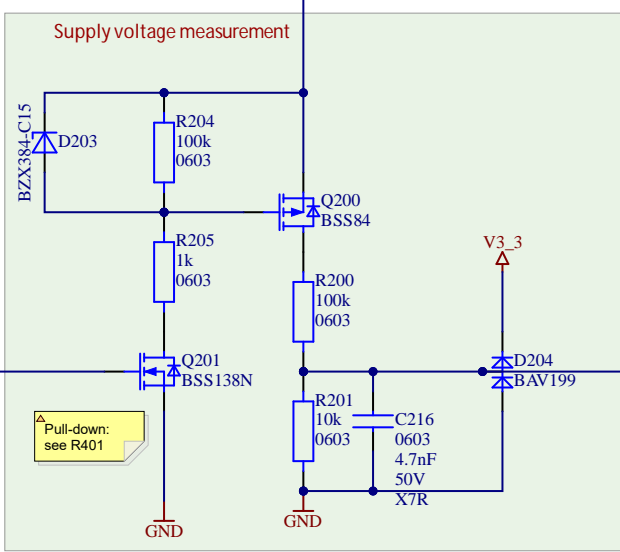 Supply voltage measurement
BZX384-C15
D203
R204
100k
0603
Q200
BSS84
R205
1k
0603
V3_3
R200
100k
0603
Q201
BSS138N
D204
BAV199
R201
10k
0603
C216
0603
4.7nF
50V
X7R
Pull-down:
see R401
GND
GND